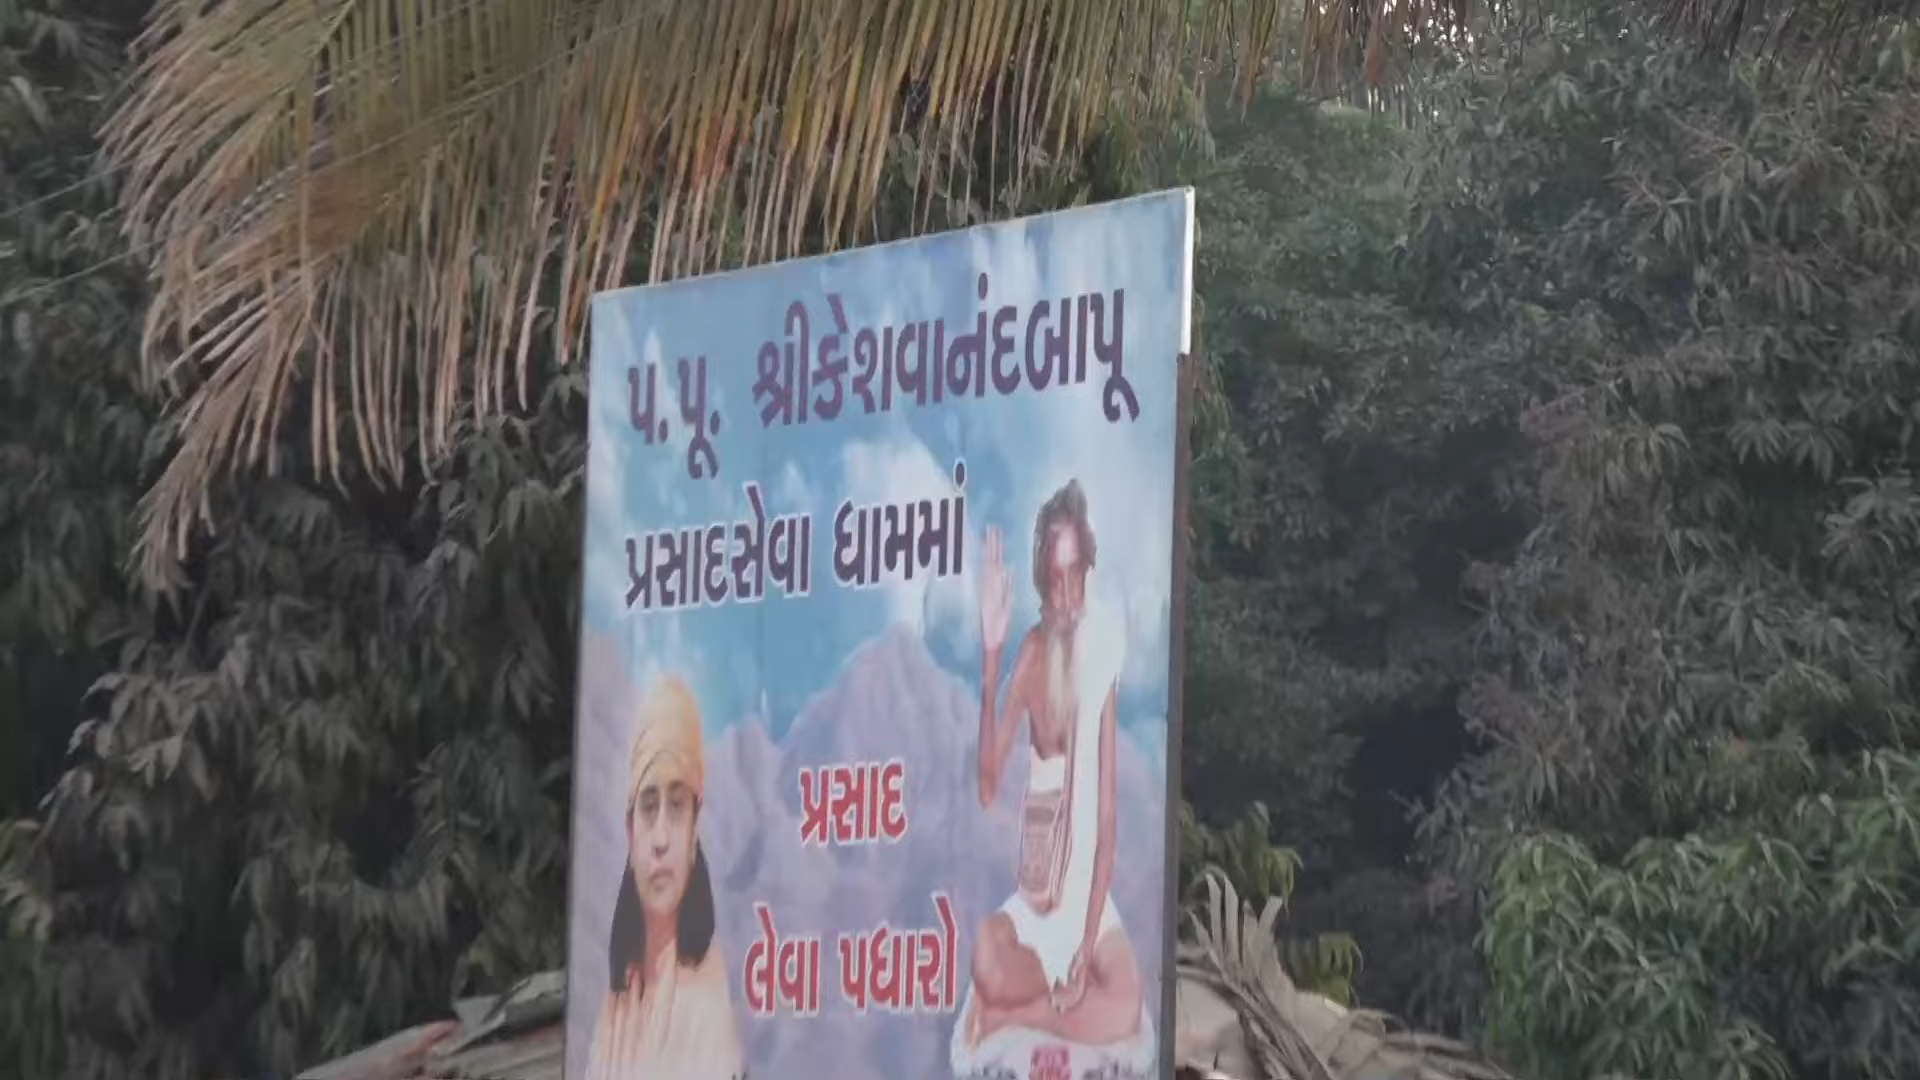 પ.પૂ. શ્રીકેશવાનંદબાપૂ
પ્રસાદસેવા ધામમાં
પ્રસાદ
લેવા પધારો